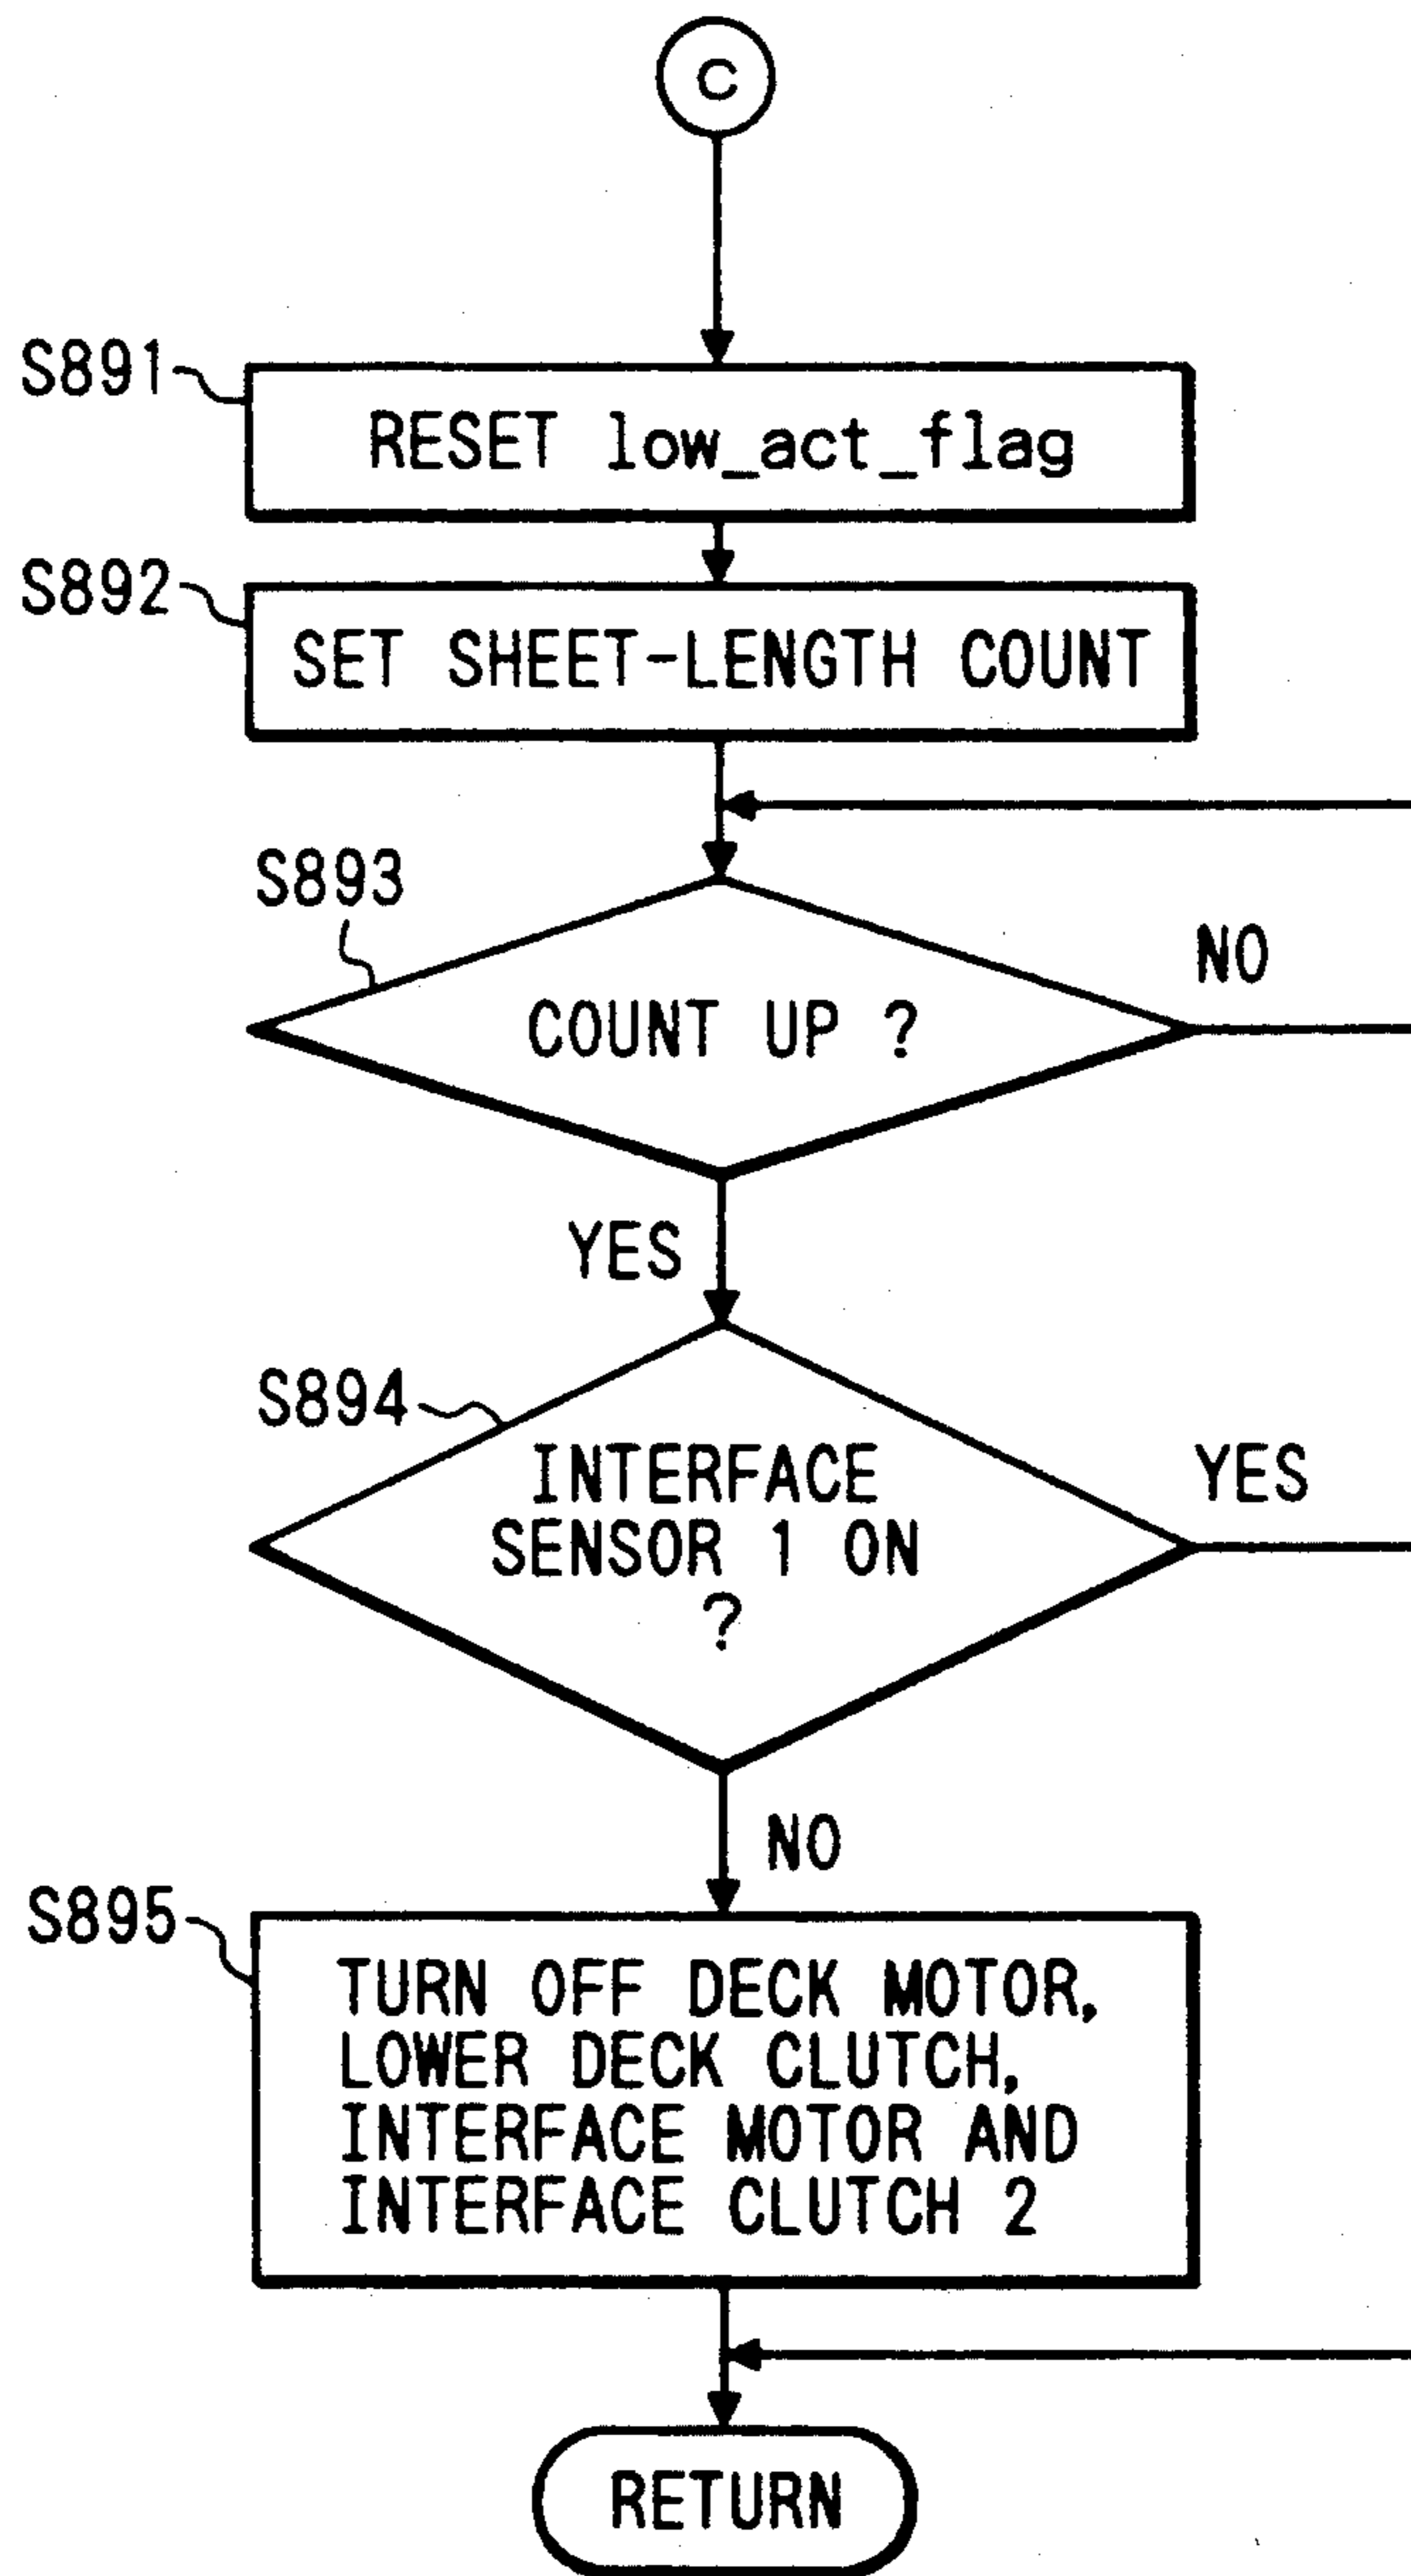 C
S891
RESET low_act_flag
S892
SET SHEET-LENGTH COUNT
S893
NO
COUNT UP ?
YES
S894
INTERFACE
SENSOR 1 ON
?
YES
NO
S895
TURN OFF DECK MOTOR,
LOWER DECK CLUTCH,
INTERFACE MOTOR AND
INTERFACE CLUTCH 2
RETURN